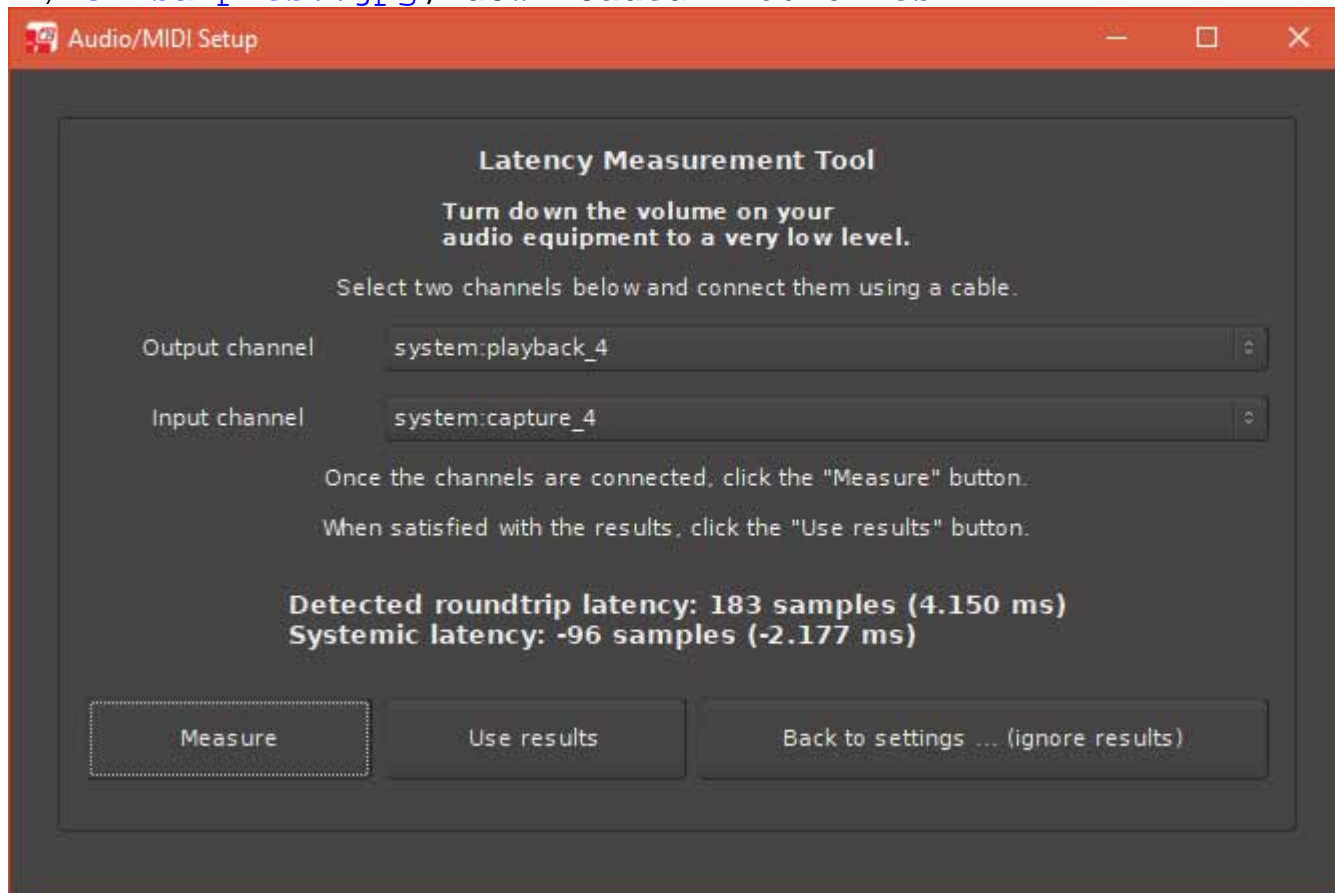 Audio/MIDI Setup
Latency Measurement Tool
Turn down the volume on your
audio equipment to a very low level.
Select two channels below and connect them using a cable.
Output channel system:playback_4
Input channel system:capture_4
Once the channels are connected, click the "Measure" button.
When satisfied with the results, click the "Use results" button.
Detected roundtrip latency: 183 samples (4.150 ms)
Systemic latency: -96 samples (-2.177 ms)
Measure Use results Back to settings ... (ignore results)